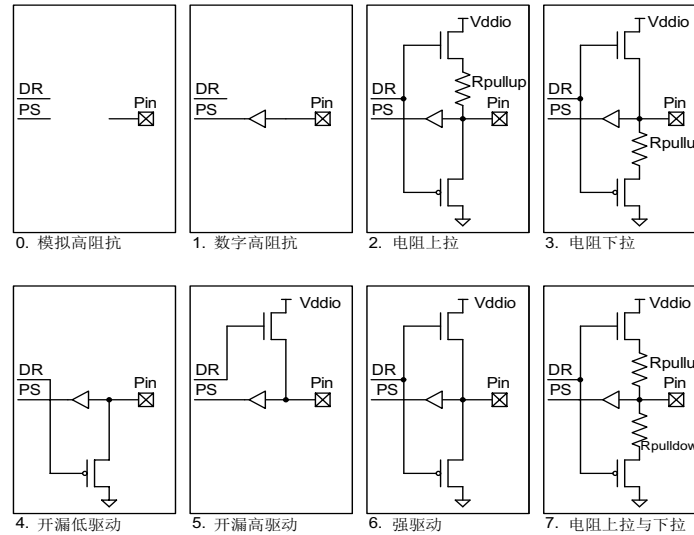 DR
PS
Pin
0. 模拟高阻抗
DR
PS
Pin
1. 数字高阻抗
Vddio
DR
Rpullup
PS
Pin
2. 电阻上拉
Vddio
DR
PS
Pin
Rpullu
3. 电阻下拉
DR
PS
Pin
4. 开漏低驱动
Vddio
DR
PS
Pin
5. 开漏高驱动
Vddio
DR
PS
Pin
6. 强驱动
Vddio
DR
Rpullu
PS
Pin
Rpulldow
7. 电阻上拉与下拉